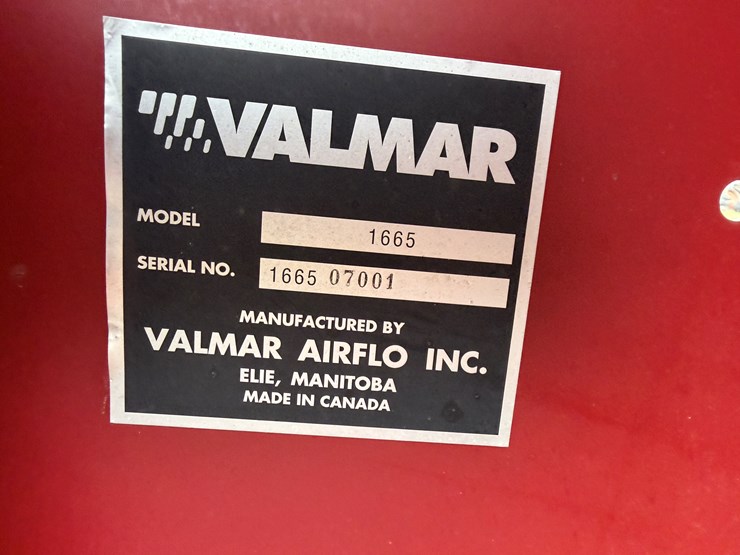 VALMAR
MODEL 1665
SERIAL NO. 1665 07001
MANUFACTURED BY
VALMAR AIRFLO INC.
ELIE, MANITOBA
MADE IN CANADA